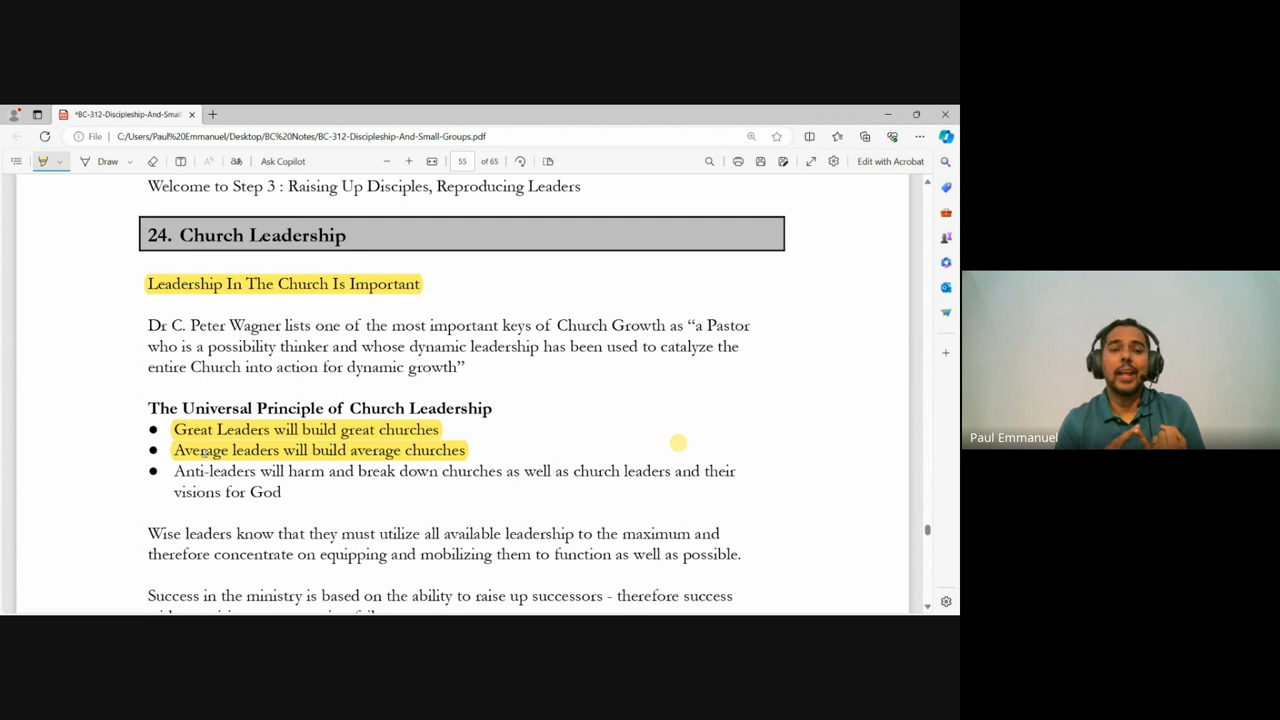 *BC-312-Discipleship-And-Smal
File
C:/Users/Paul%20Emmanuel/Desktop/BC%20Notes/BC-312-Discipleship-And-Small-Groups.pdf
Draw
Ask Copilot
55
of 65
Edit with Acrobat
Welcome to Step 3 : Raising Up Disciples, Reproducing Leaders
24. Church Leadership
Leadership In The Church Is Important
Dr C. Peter Wagner lists one of the most important keys of Church Growth as “a Pastor
who is a possibility thinker and whose dynamic leadership has been used to catalyze the
entire Church into action for dynamic growth”
The Universal Principle of Church Leadership
● Great Leaders will build great churches
● Average leaders will build average churches
● Anti-leaders will harm and break down churches as well as church leaders and their
visions for God
Wise leaders know that they must utilize all available leadership to the maximum and
therefore concentrate on equipping and mobilizing them to function as well as possible.
Success in the ministry is based on the ability to raise up successors - therefore success
Paul Emmanuel